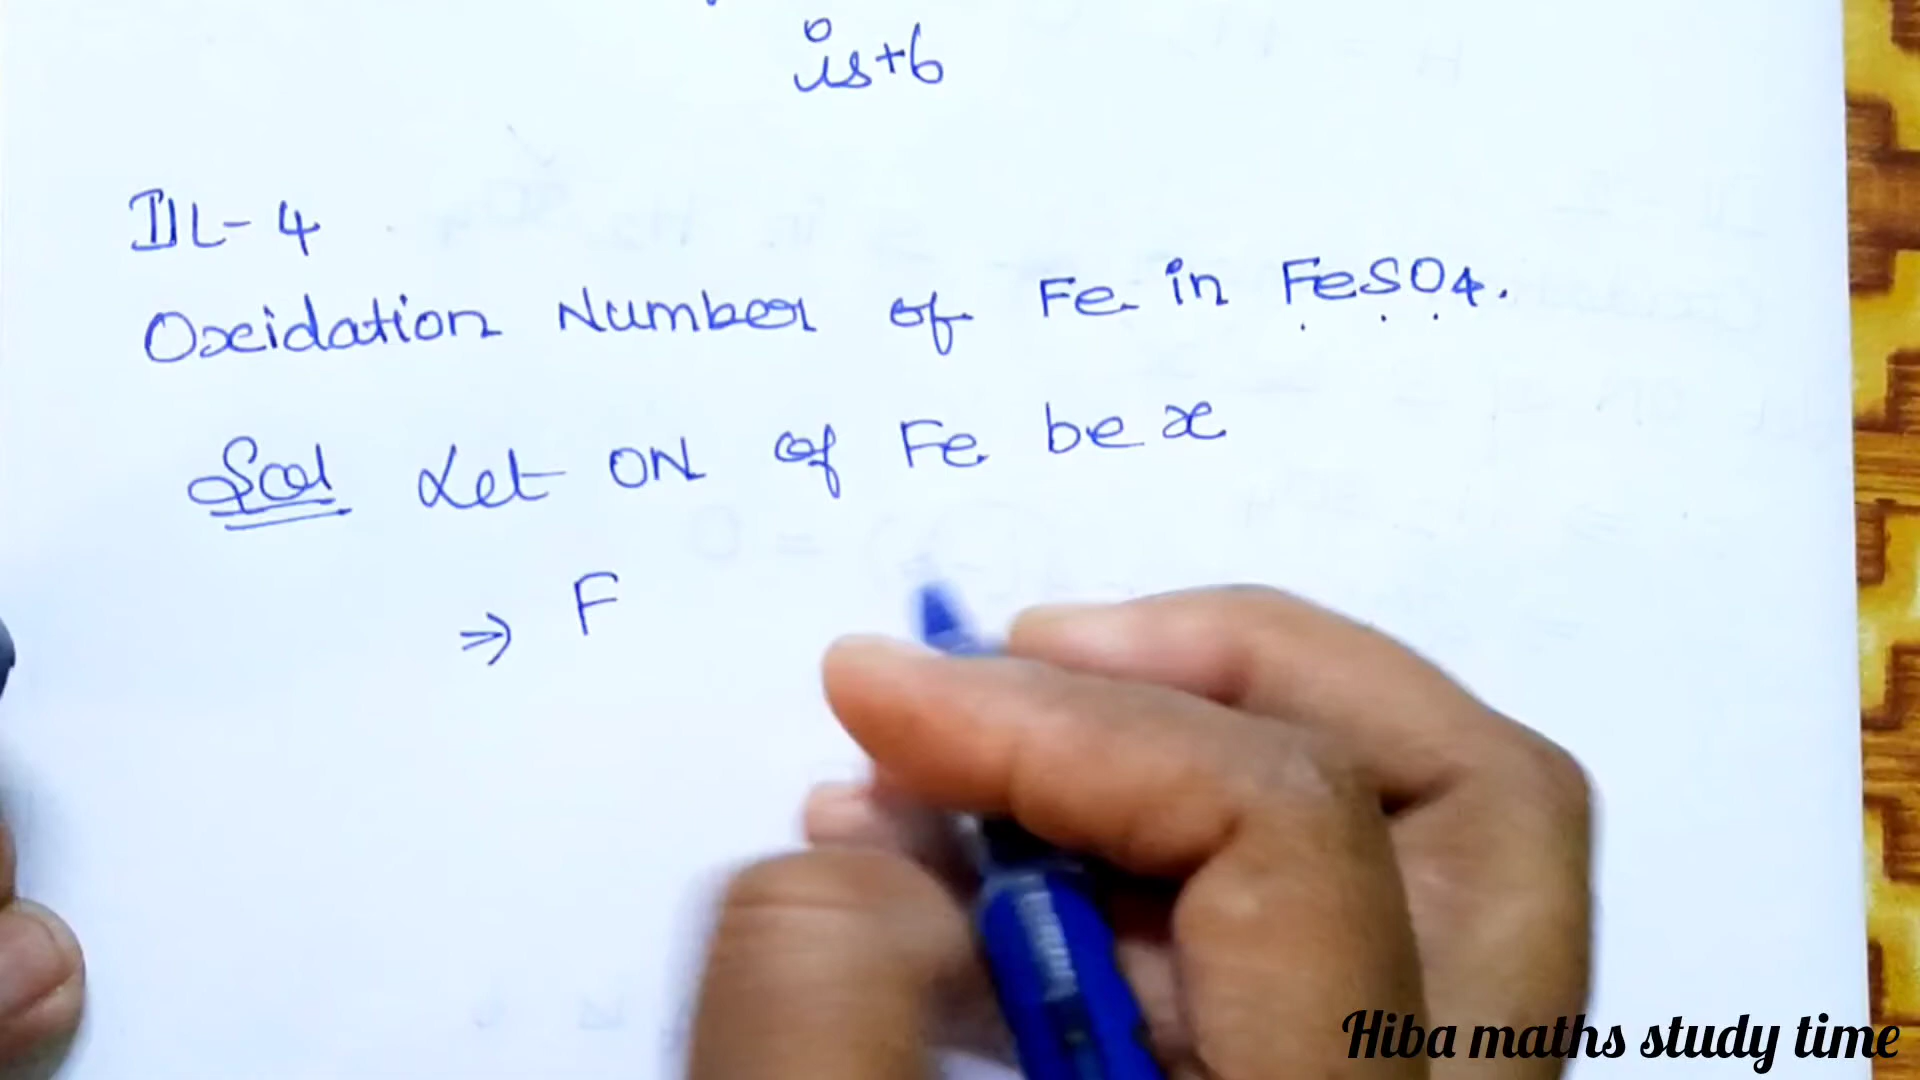 is+6
Ill-4
Oxidation Number of Fe in FeSO4.
Sol Let ON of Fe be x
⇒ F
Hiba maths study time